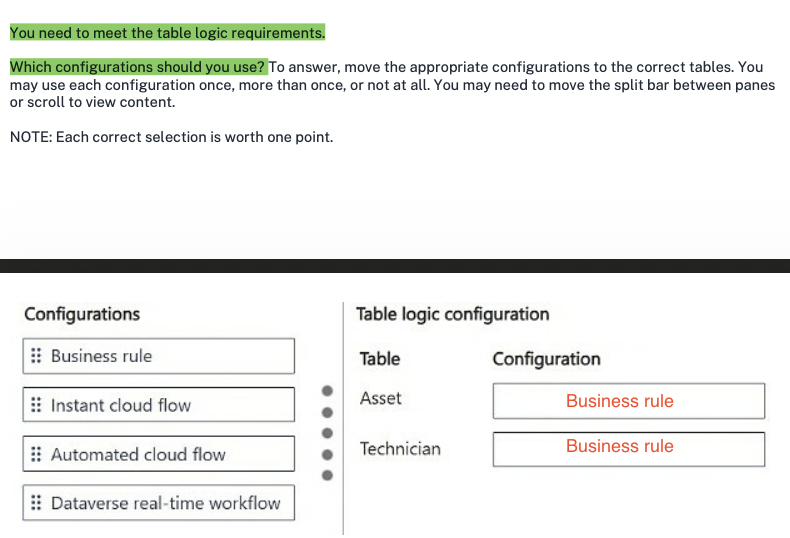 You need to meet the table logic requirements.
Which configurations should you use? To answer, move the appropriate configurations to the correct tables. You
may use each configuration once, more than once, or not at all. You may need to move the split bar between panes
or scroll to view content.
NOTE: Each correct selection is worth one point.
Configurations
Business rule
Instant cloud flow
Automated cloud flow
Dataverse real-time workflow
Table logic configuration
Table Configuration
Asset Business rule
Technician Business rule